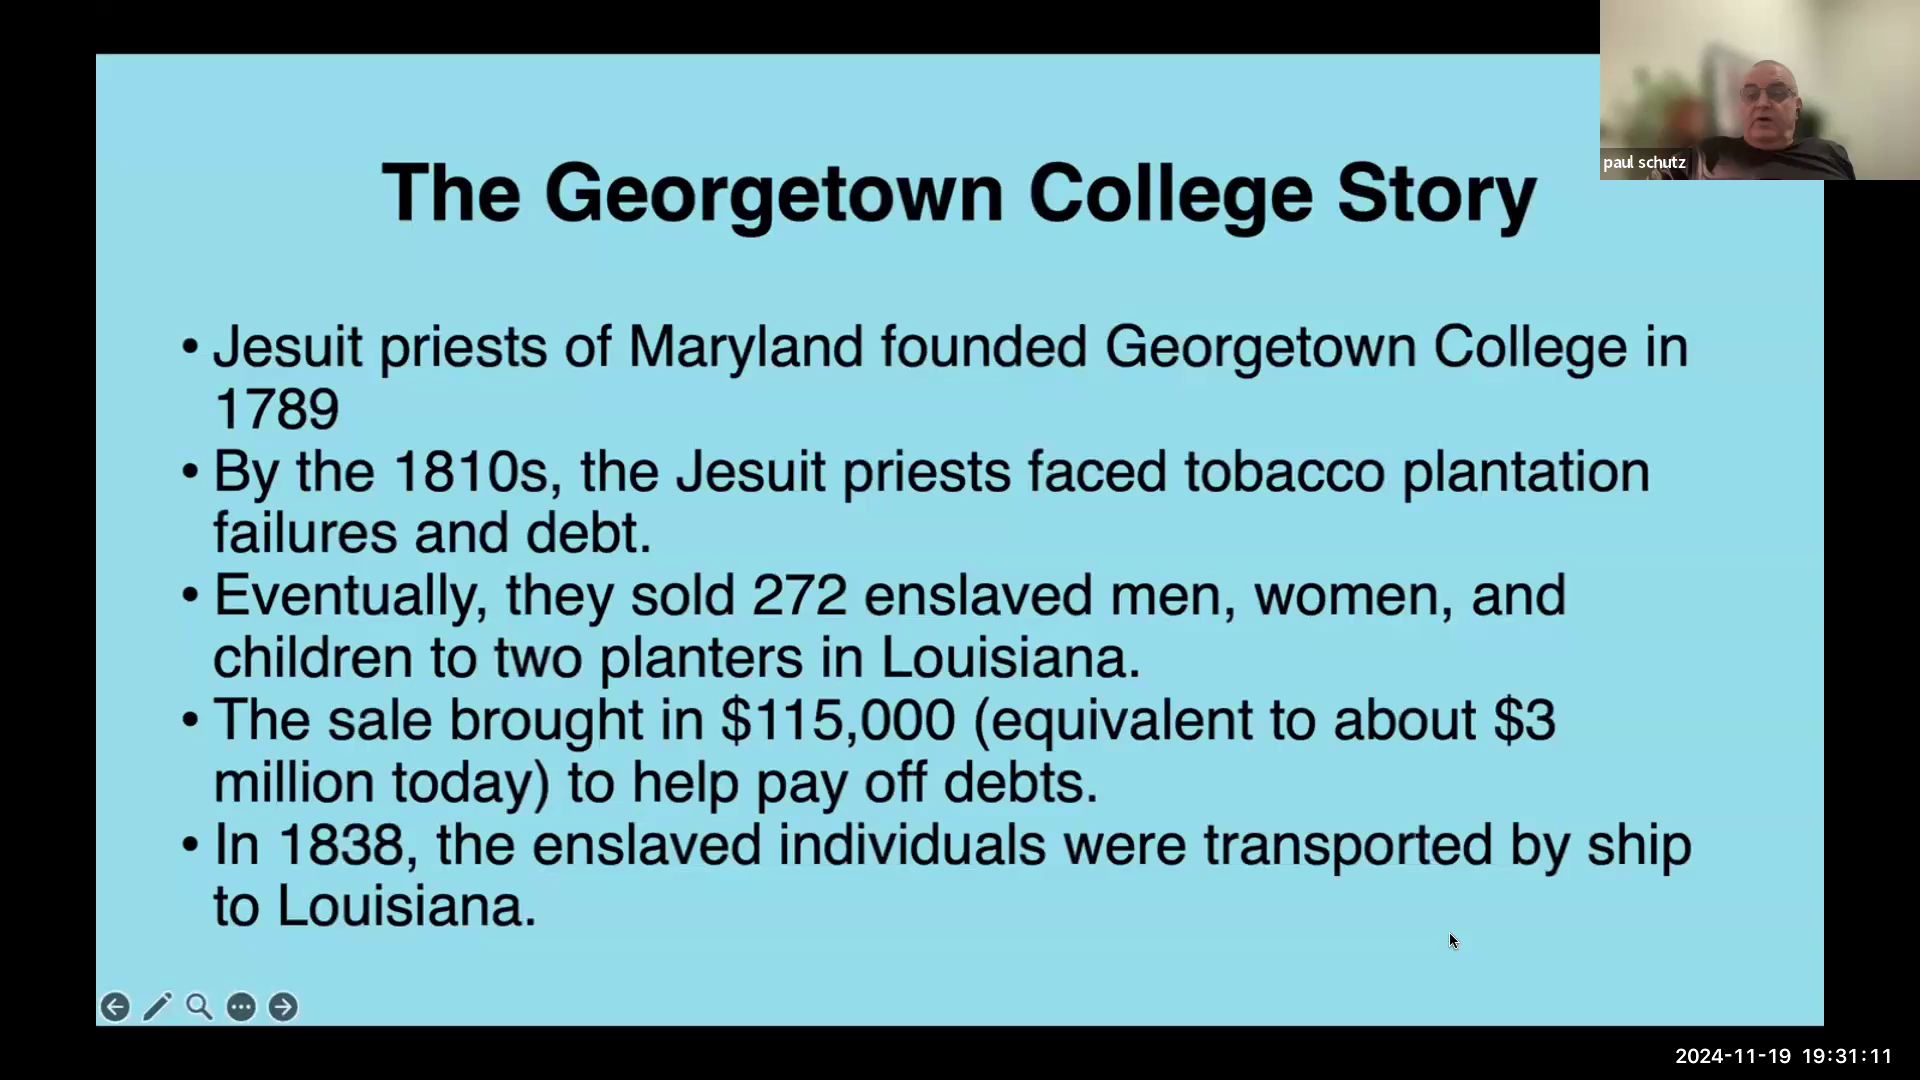 paul schutz
The Georgetown College Story
• Jesuit priests of Maryland founded Georgetown College in
1789
• By the 1810s, the Jesuit priests faced tobacco plantation
failures and debt.
• Eventually, they sold 272 enslaved men, women, and
children to two planters in Louisiana.
• The sale brought in $115,000 (equivalent to about $3
million today) to help pay off debts.
• In 1838, the enslaved individuals were transported by ship
to Louisiana.
2024-11-19 19:31:11